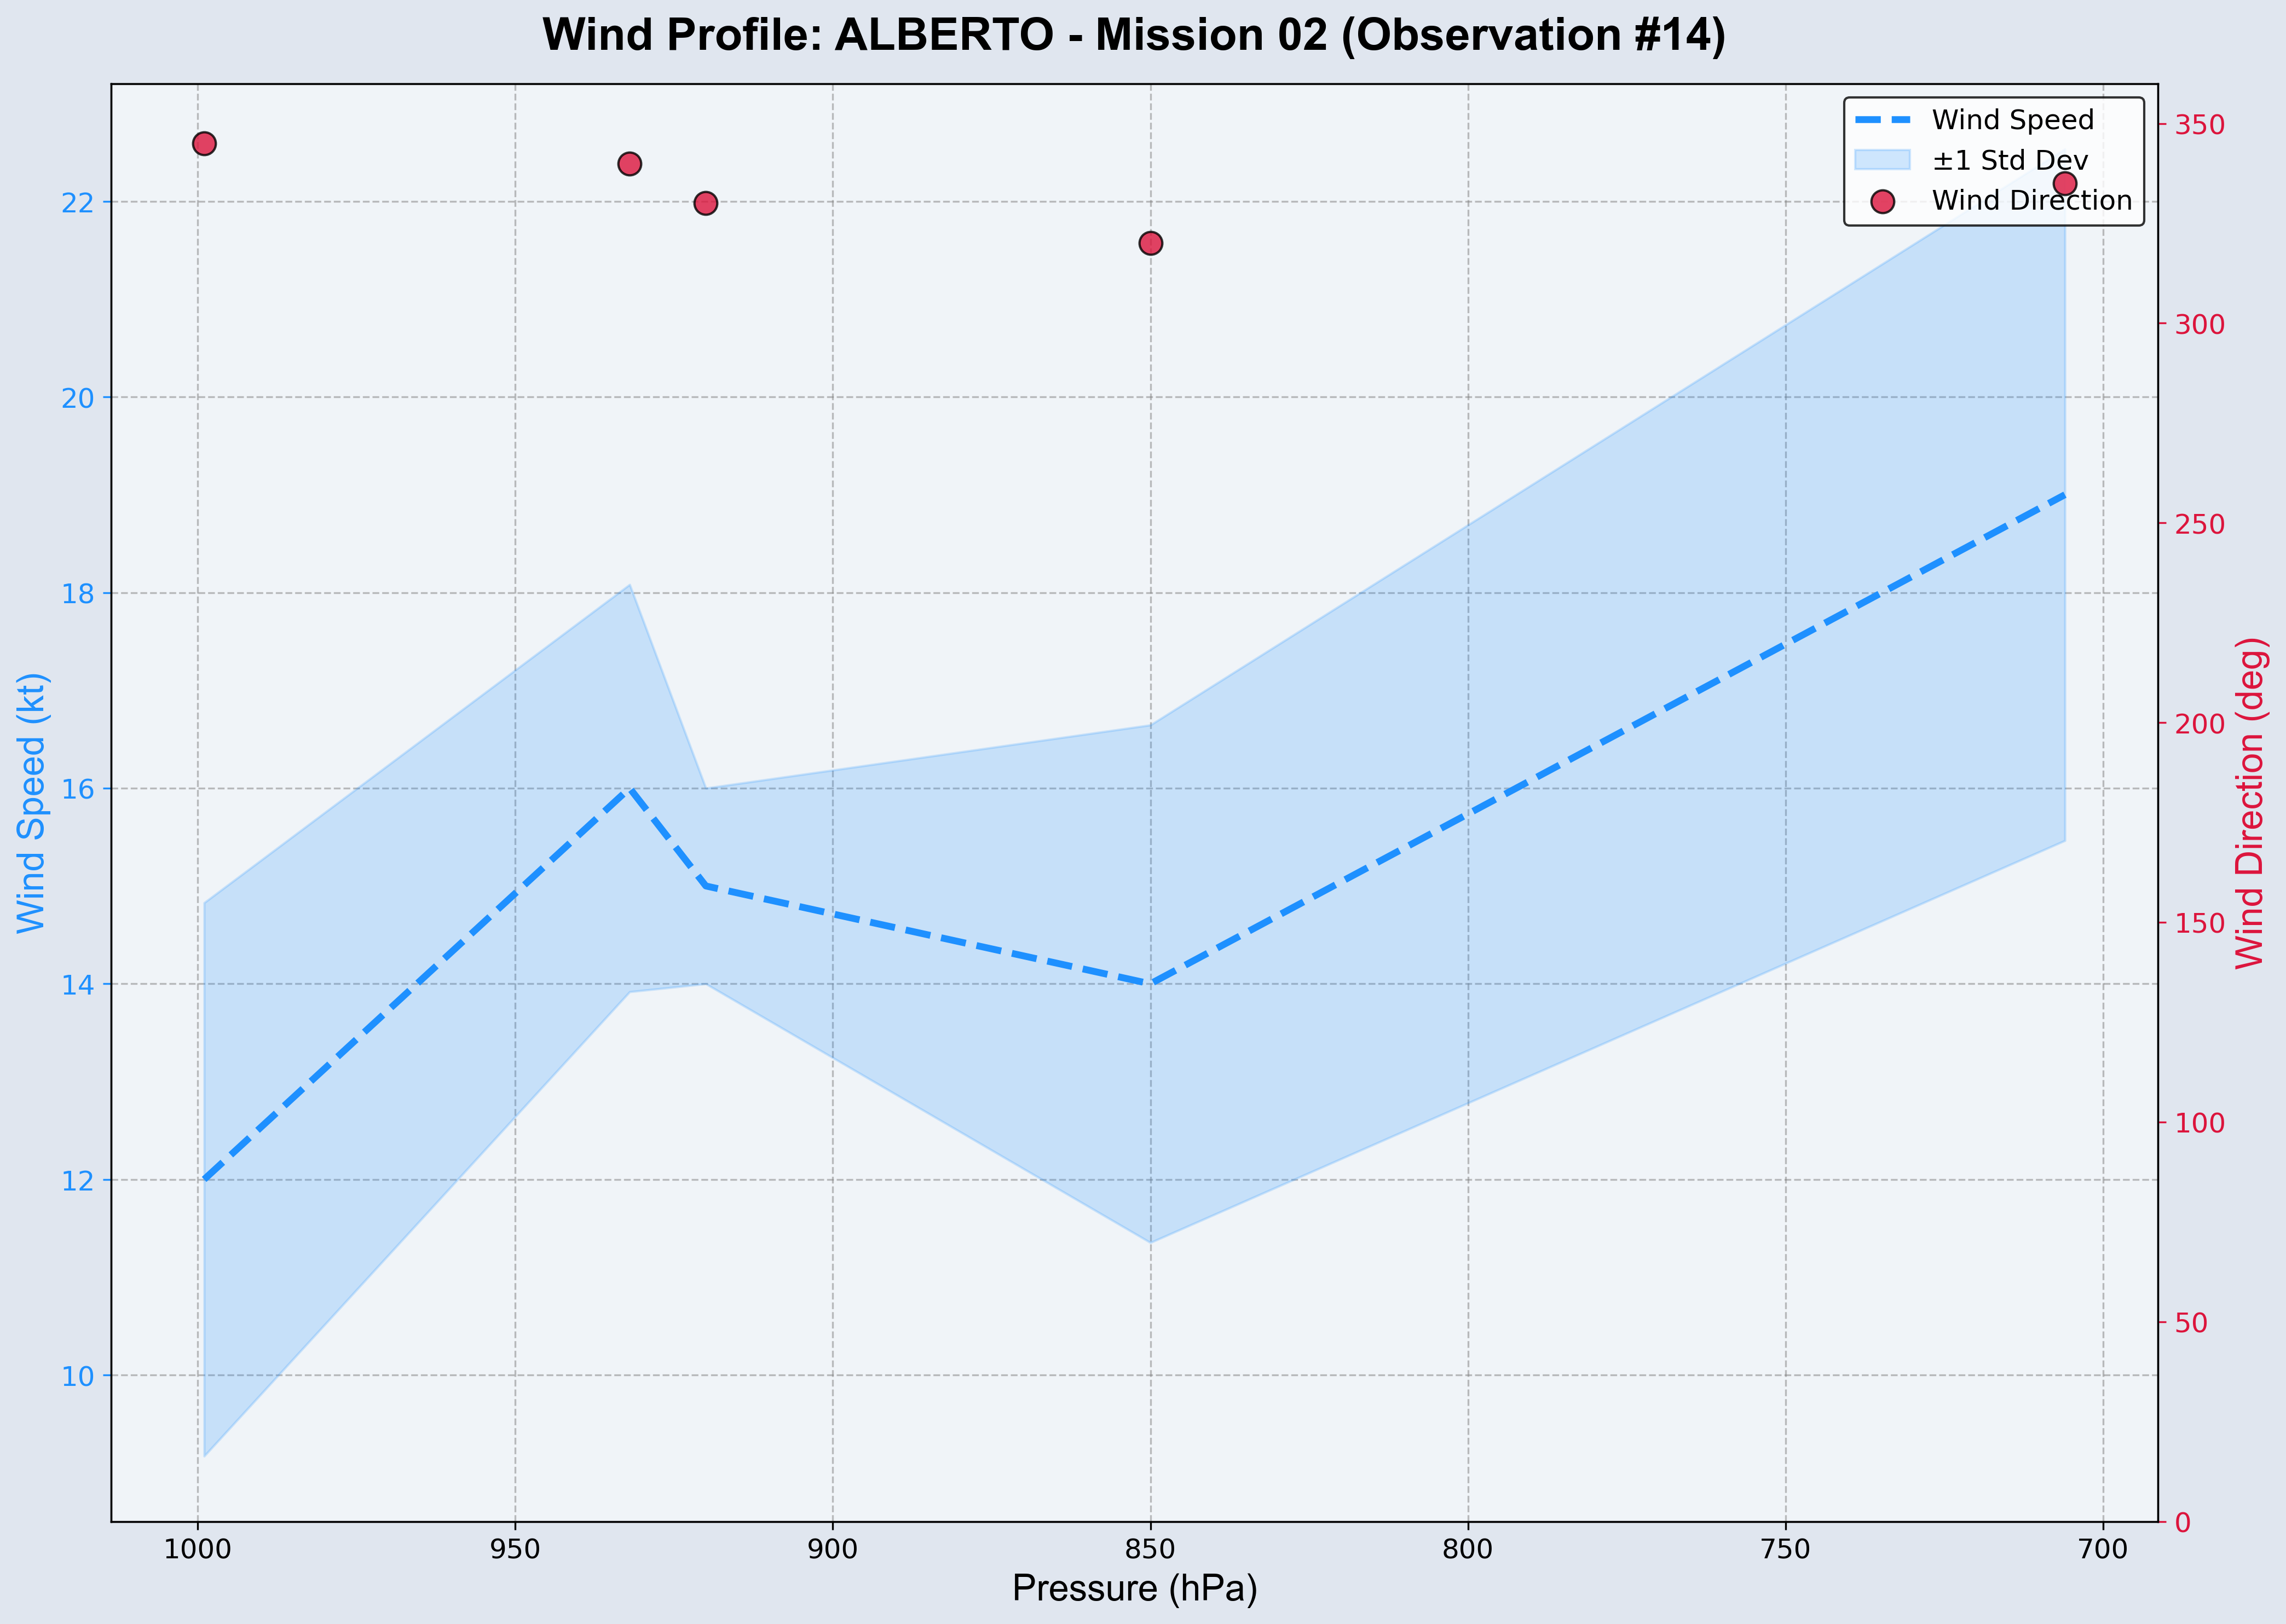 Wind Profile: ALBERTO - Mission 02 (Observation #14)
Wind Speed
±1 Std Dev
Wind Direction
Wind Speed (kt)
22
20
18
16
14
12
10
350
300
250
200
150
100
50
0
Wind Direction (deg)
1000 950 900 850 800 750 700
Pressure (hPa)